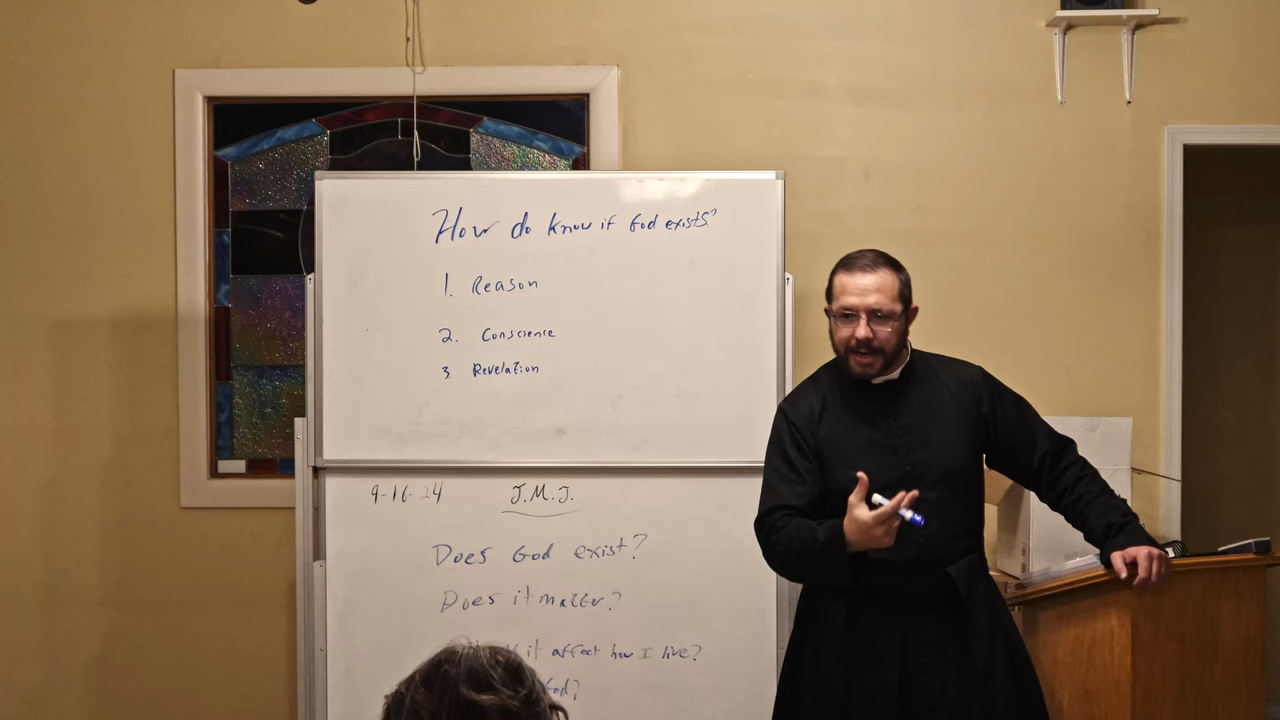 How do know if God exists?
1. Reason
2. Conscience
3. Revelation
9-16-24 J.M.J.
Does God exist?
Does it matter?
it affect how I live?
God?